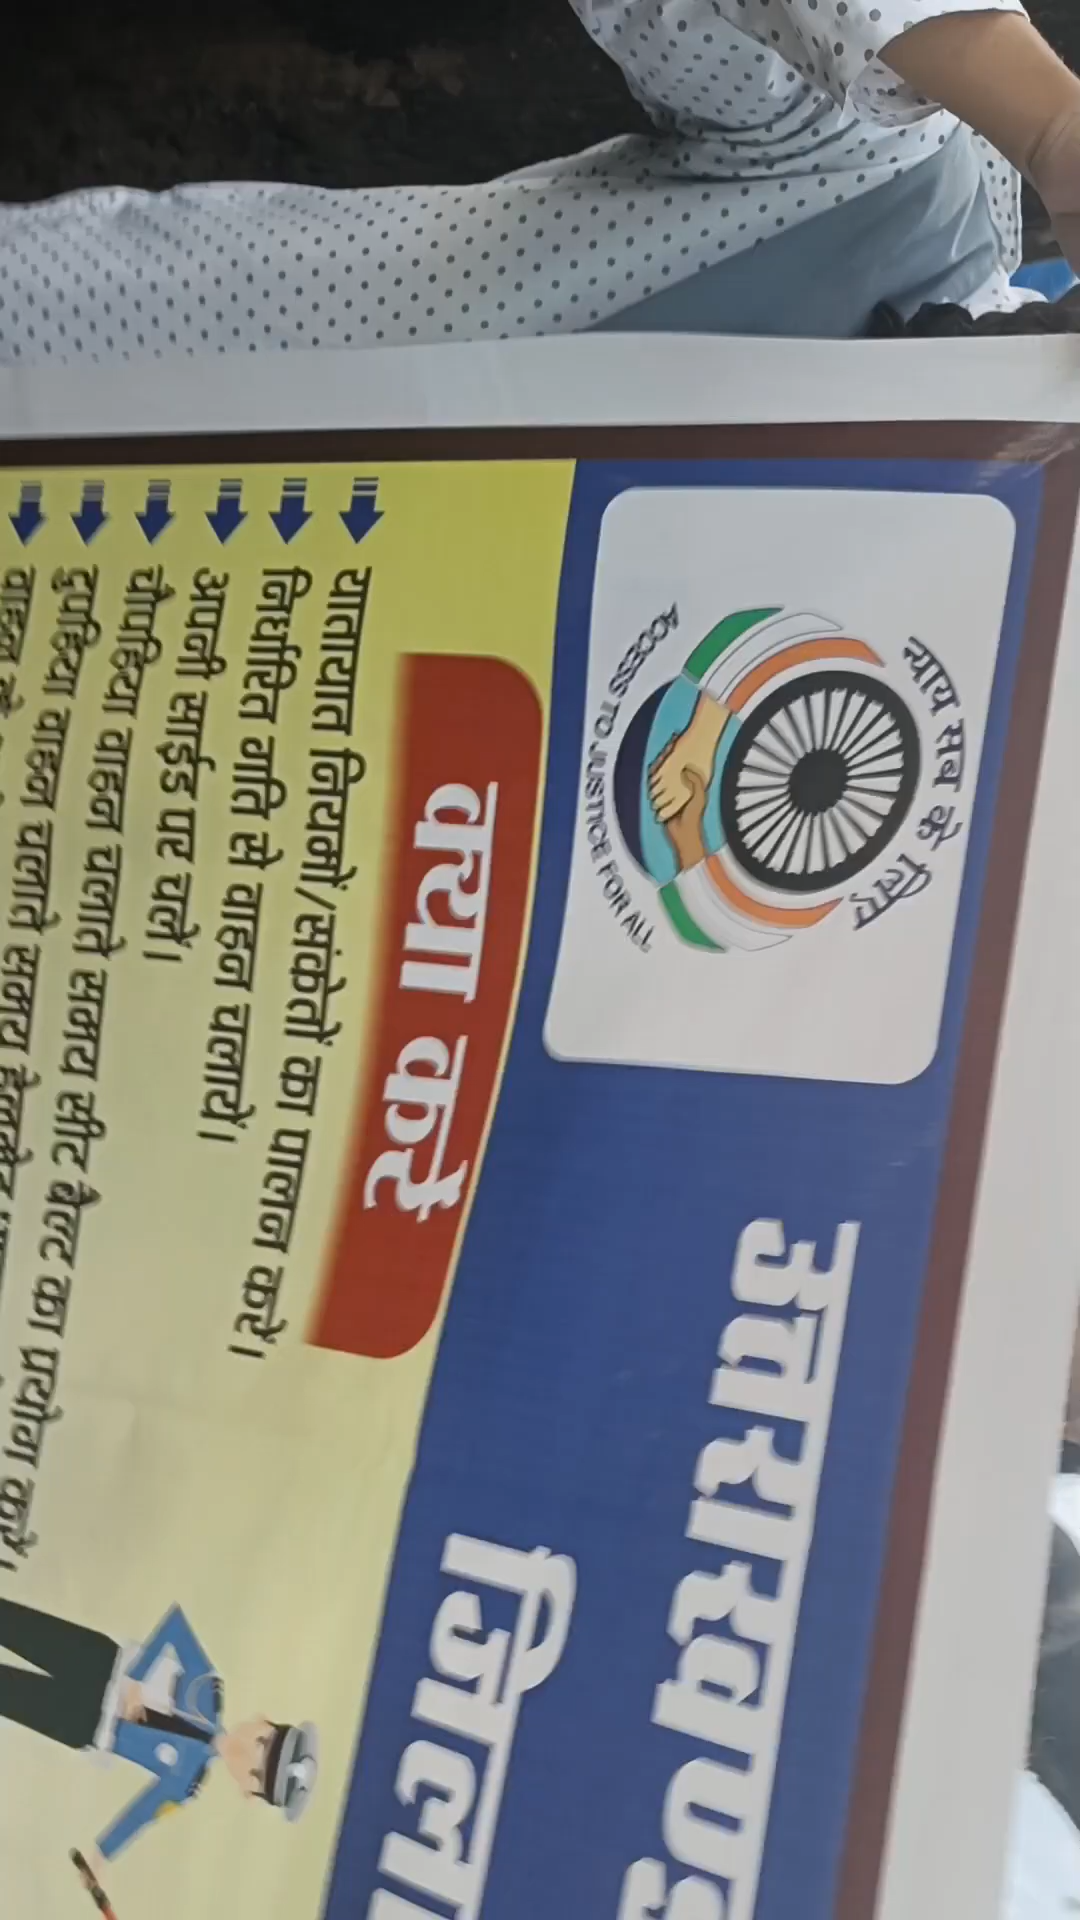 न्याय सब के लिए
ACCESS TO JUSTICE FOR ALL
उत्तराखण्ड
जिला
क्या करें
यातायात नियमों/संकेतों का पालन करें।
निर्धारित गति से वाहन चलायें।
अपनी साईड पर चलें।
चौपहिया वाहन चलाते समय सीट बैल्ट का प्रयोग करें।
दुपहिया वाहन चलाते समय हेलमेट
वाहन के